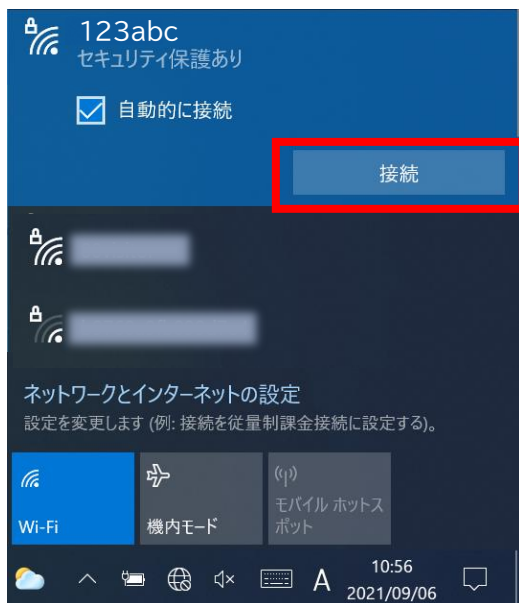 123abc
セキュリティ保護あり
自動的に接続
接続
ネットワークとインターネットの設定
設定を変更します (例: 接続を従量制課金接続に設定する)。
Wi-Fi
機内モード
モバイル ホットス
ポット
A
10:56
2021/09/06